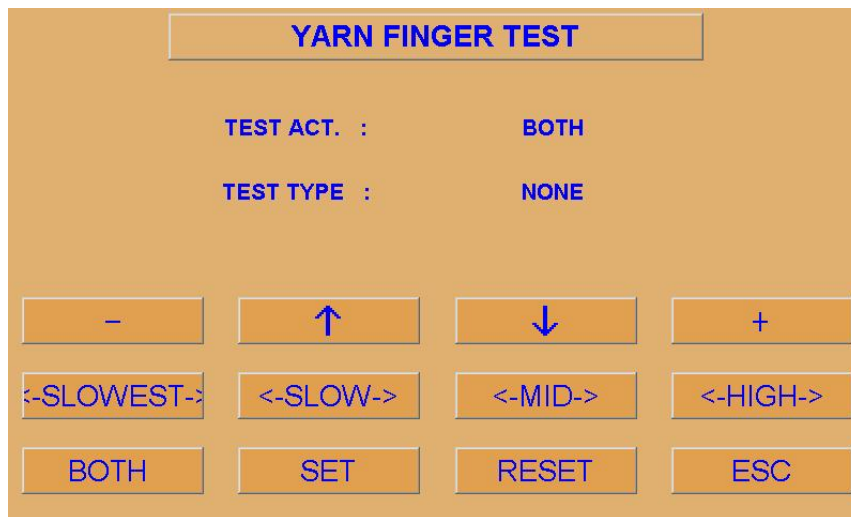 YARN FINGER TEST
TEST ACT. : BOTH
TEST TYPE : NONE
- ↑ ↓ +
<-SLOWEST-> <-SLOW-> <-MID-> <-HIGH->
BOTH SET RESET ESC